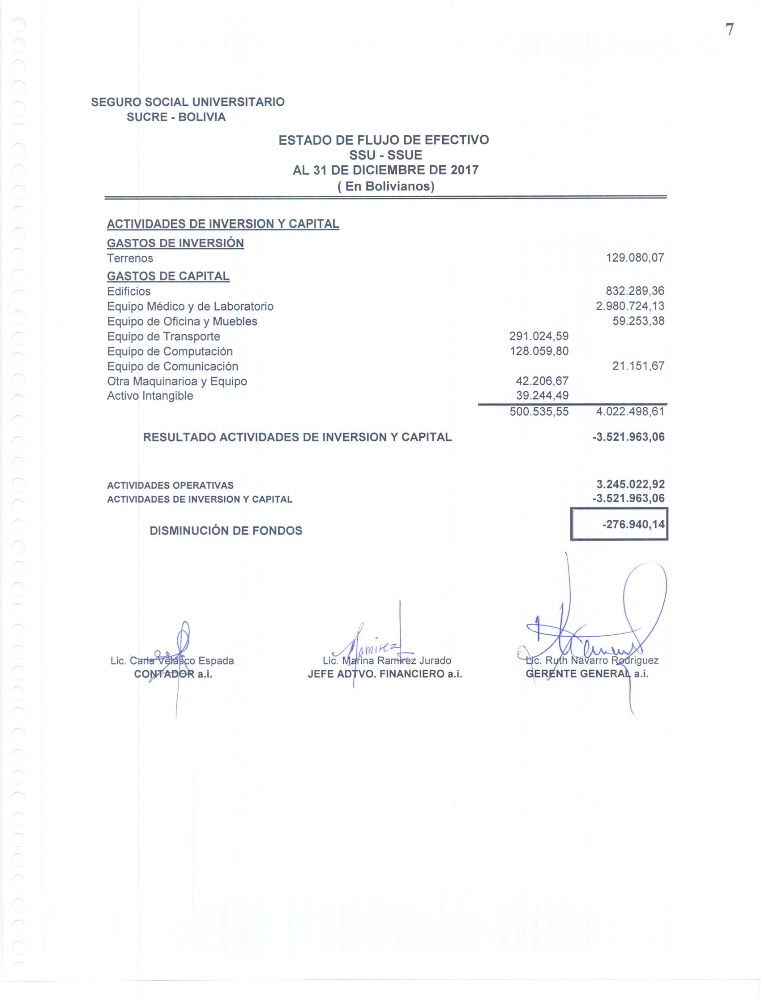 7
SEGURO SOCIAL UNIVERSITARIO
SUCRE - BOLIVIA
ESTADO DE FLUJO DE EFECTIVO
SSU - SSUE
AL 31 DE DICIEMBRE DE 2017
( En Bolivianos)
ACTIVIDADES DE INVERSION Y CAPITAL
GASTOS DE INVERSIÓN
Terrenos 129.080,07
GASTOS DE CAPITAL
Edificios 832.289,36
Equipo Médico y de Laboratorio 2.980.724,13
Equipo de Oficina y Muebles 59.253,38
Equipo de Transporte 291.024,59
Equipo de Computación 128.059,80
Equipo de Comunicación 21.151,67
Otra Maquinarioa y Equipo 42.206,67
Activo Intangible 39.244,49
500.535,55 4.022.498,61
RESULTADO ACTIVIDADES DE INVERSION Y CAPITAL -3.521.963,06
ACTIVIDADES OPERATIVAS 3.245.022,92
ACTIVIDADES DE INVERSION Y CAPITAL -3.521.963,06
DISMINUCIÓN DE FONDOS -276.940,14
Ramirez
Lic. Carla Velasco Espada Lic. Marina Ramirez Jurado Lic. Ruth Navarro Rodriguez
CONTADOR a.i. JEFE ADTVO. FINANCIERO a.i. GERENTE GENERAL a.i.